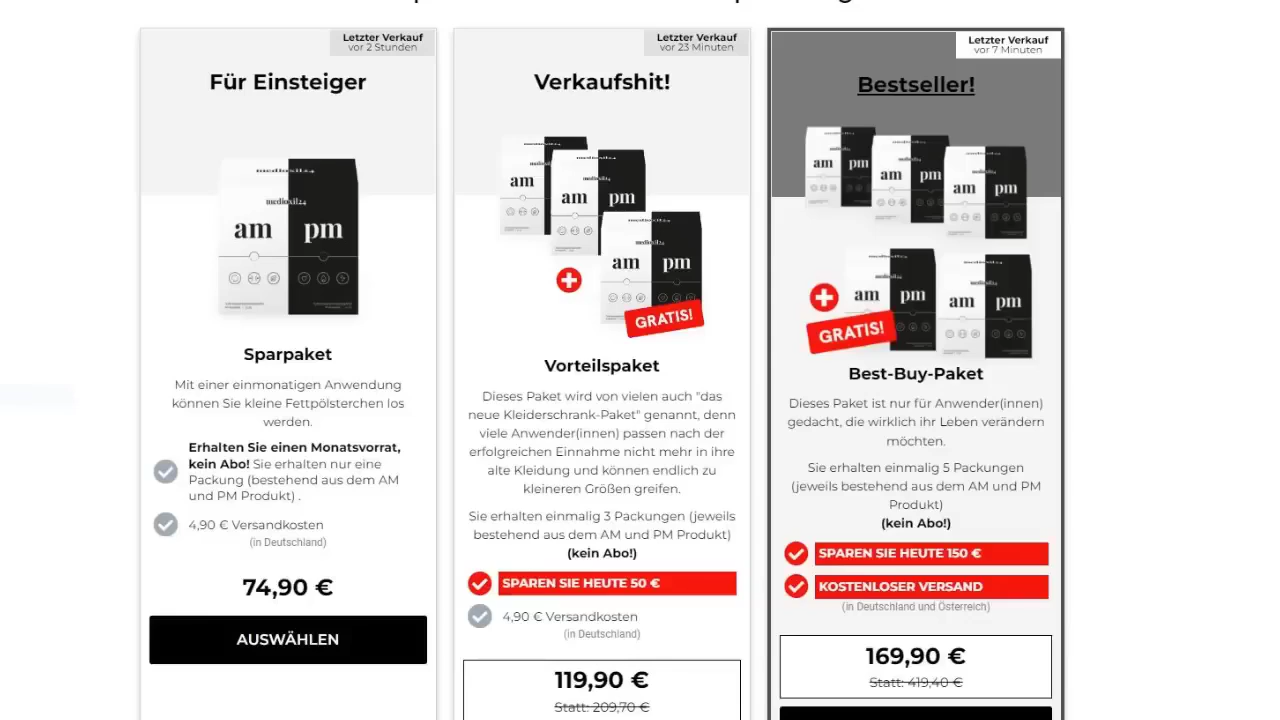 Letzter Verkauf
vor 2 Stunden
Für Einsteiger
medioxil24
medioxil24
am
pm
Sparpaket
Mit einer einmonatigen Anwendung
können Sie kleine Fettpölsterchen los
werden.
Erhalten Sie einen Monatsvorrat,
kein Abo! Sie erhalten nur eine
Packung (bestehend aus dem AM
und PM Produkt) .
4,90 € Versandkosten
(in Deutschland)
74,90 €
AUSWÄHLEN
Letzter Verkauf
vor 23 Minuten
Verkaufshit!
am
am
pm
am
pm
GRATIS!
Vorteilspaket
Dieses Paket wird von vielen auch "das
neue Kleiderschrank-Paket" genannt, denn
viele Anwender(innen) passen nach der
erfolgreichen Einnahme nicht mehr in ihre
alte Kleidung und können endlich zu
kleineren Größen greifen.
Sie erhalten einmalig 3 Packungen (jeweils
bestehend aus dem AM und PM Produkt)
(kein Abo!)
SPAREN SIE HEUTE 50 €
4,90 € Versandkosten
(in Deutschland)
119,90 €
Statt: 209,70 €
Letzter Verkauf
vor 7 Minuten
Bestseller!
am
pm
am
pm
am
pm
am
pm
am
pm
GRATIS!
Best-Buy-Paket
Dieses Paket ist nur für Anwender(innen)
gedacht, die wirklich ihr Leben verändern
möchten.
Sie erhalten einmalig 5 Packungen
(jeweils bestehend aus dem AM und PM
Produkt)
(kein Abo!)
SPAREN SIE HEUTE 150 €
KOSTENLOSER VERSAND
(in Deutschland und Österreich)
169,90 €
Statt: 419,40 €